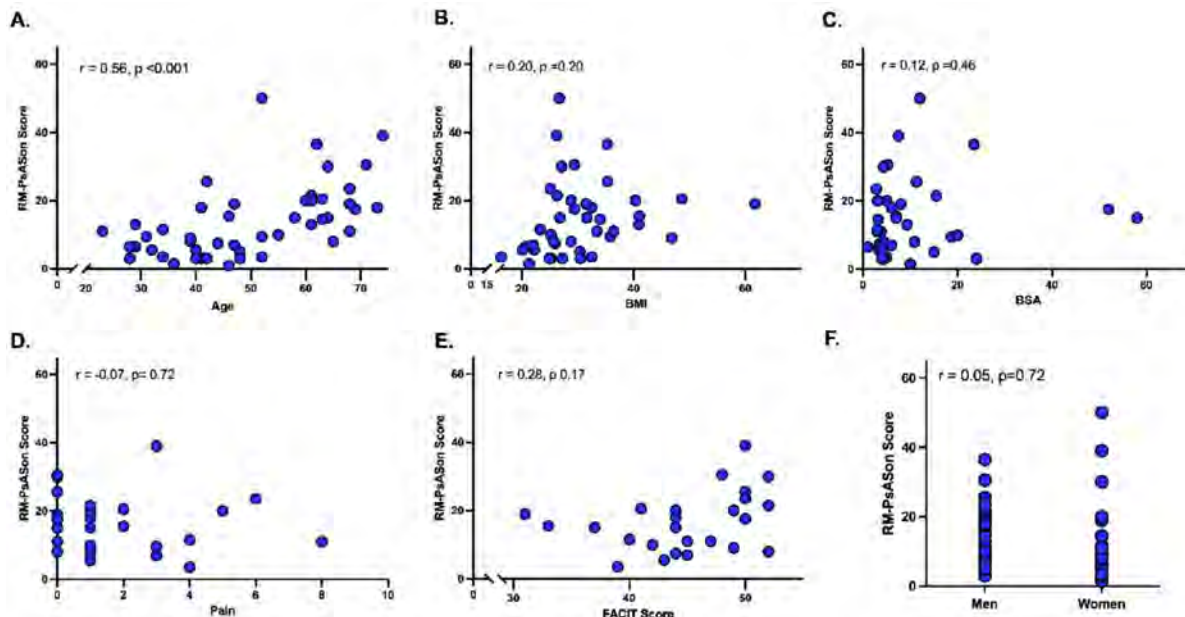 A.
r = 0.56, p <0.001
RM-PsASon Score
60
40
20
0
0 20 30 40 50 60 70
Age
B.
r = 0.20, p =0.20
RM-PsASon Score
60
40
20
0
0 15 20 30 40 50 60
BMI
C.
r = 0.12, p =0.46
RM-PsASon Score
60
40
20
0
0 20 40 60
BSA
D.
r = -0.07, p= 0.72
RM-PsASon Score
60
40
20
0
0 2 4 6 8 10
Pain
E.
r = 0.28, p 0.17
RM-PsASon Score
60
40
20
0
0 30 40 50
FACIT Score
F.
r = 0.05, p=0.72
RM-PsASon Score
60
40
20
0
Men Women